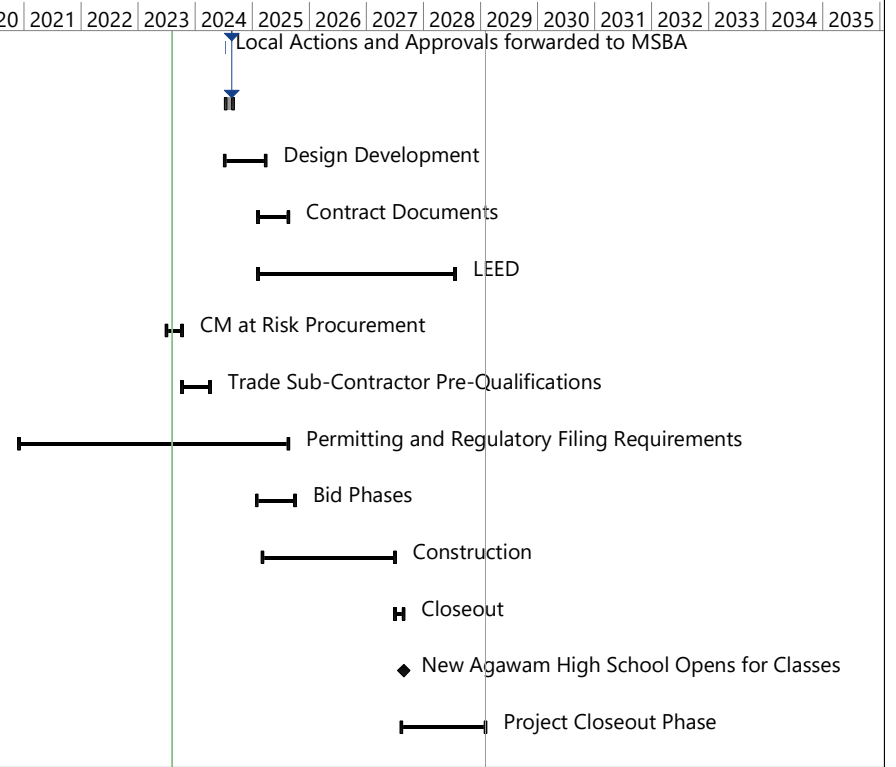 20 2021 2022 2023 2024 2025 2026 2027 2028 2029 2030 2031 2032 2033 2034 2035
Local Actions and Approvals forwarded to MSBA
Design Development
Contract Documents
LEED
CM at Risk Procurement
Trade Sub-Contractor Pre-Qualifications
Permitting and Regulatory Filing Requirements
Bid Phases
Construction
Closeout
New Agawam High School Opens for Classes
Project Closeout Phase